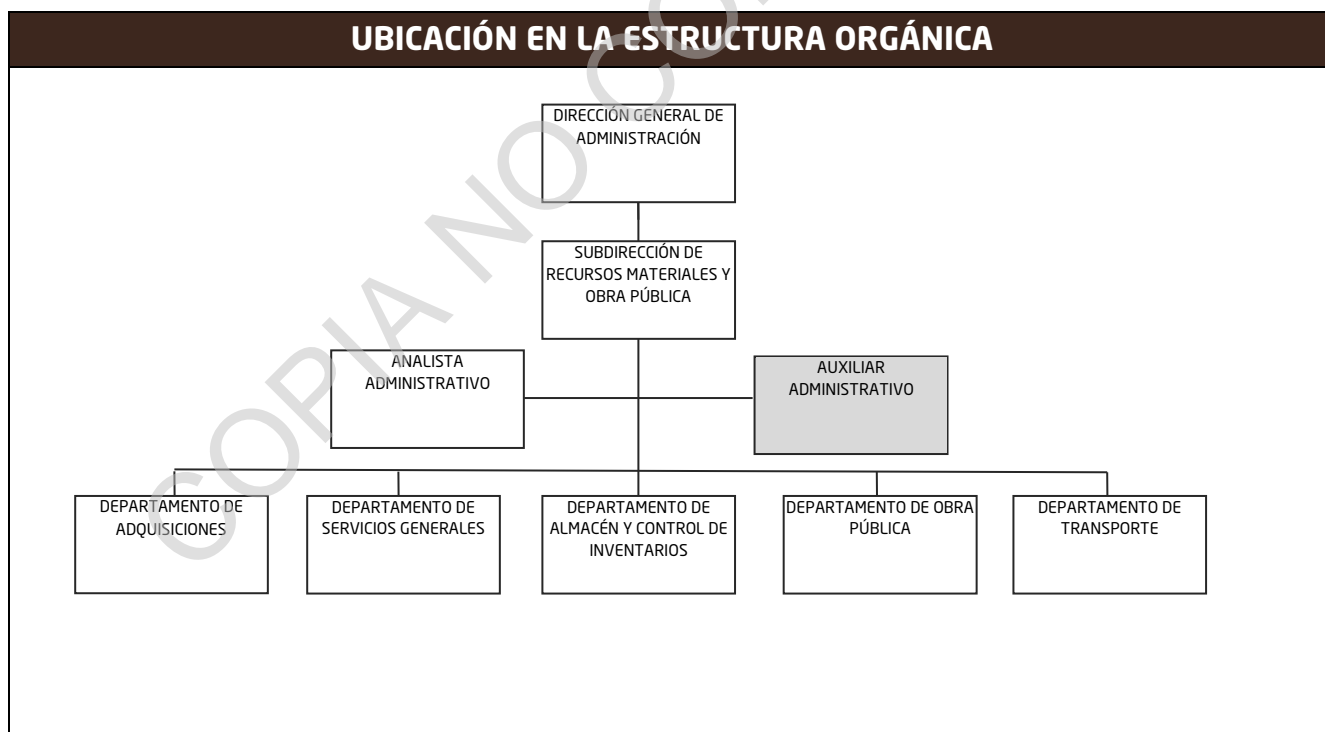 UBICACIÓN EN LA ESTRUCTURA ORGÁNICA
DIRECCIÓN GENERAL DE
ADMINISTRACIÓN
SUBDIRECCIÓN DE
RECURSOS MATERIALES Y
OBRA PÚBLICA
ANALISTA
ADMINISTRATIVO
AUXILIAR
ADMINISTRATIVO
DEPARTAMENTO DE
ADQUISICIONES
DEPARTAMENTO DE
SERVICIOS GENERALES
DEPARTAMENTO DE
ALMACÉN Y CONTROL DE
INVENTARIOS
DEPARTAMENTO DE OBRA
PÚBLICA
DEPARTAMENTO DE
TRANSPORTE
COPIA NO